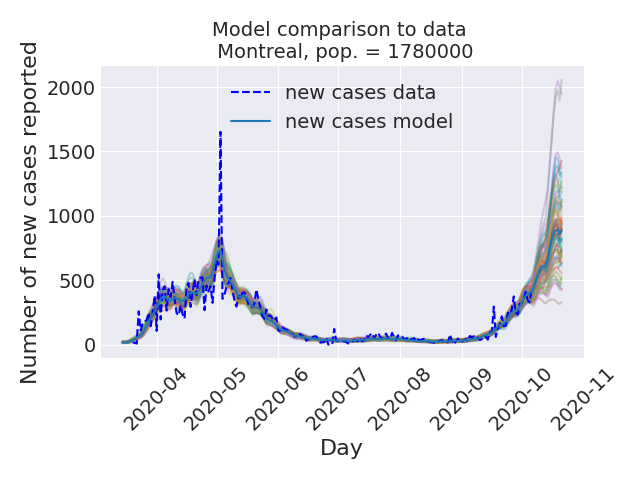 Model comparison to data
Montreal, pop. = 1780000
Number of new cases reported
2000
1500
1000
500
0
new cases data
new cases model
2020-04
2020-05
2020-06
2020-07
2020-08
2020-09
2020-10
2020-11
Day